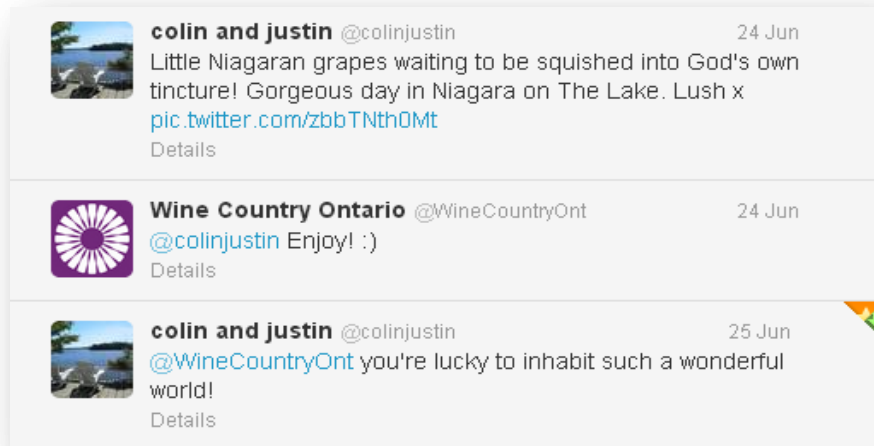 colin and justin @colinjustin 24 Jun
Little Niagaran grapes waiting to be squished into God's own
tincture! Gorgeous day in Niagara on The Lake. Lush x
pic.twitter.com/zbbTNth0Mt
Details
Wine Country Ontario @WineCountryOnt 24 Jun
@colinjustin Enjoy! :)
Details
colin and justin @colinjustin 25 Jun
@WineCountryOnt you're lucky to inhabit such a wonderful
world!
Details